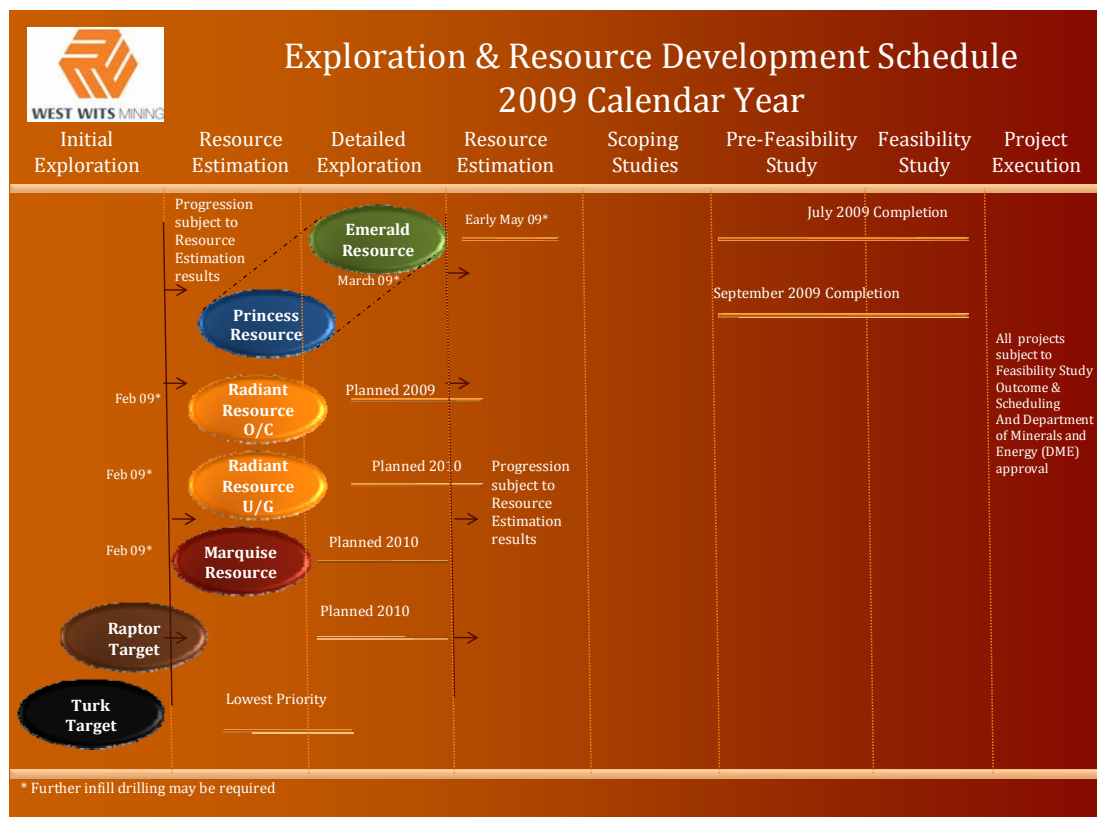 WEST WITS MINING
Exploration & Resource Development Schedule
2009 Calendar Year
Initial
Exploration
Resource
Estimation
Detailed
Exploration
Resource
Estimation
Scoping
Studies
Pre-Feasibility
Study
Feasibility
Study
Project
Execution
Progression
subject to
Resource
Estimation
results
Emerald
Resource
Early May 09*
July 2009 Completion
March 09*
Princess
Resource
September 2009 Completion
All projects
subject to
Feasibility Study
Outcome &
Scheduling
And Department
of Minerals and
Energy (DME)
approval
Feb 09*
Radiant
Resource
O/C
Planned 2009
Feb 09*
Radiant
Resource
U/G
Planned 2010
Progression
subject to
Resource
Estimation
results
Feb 09*
Marquise
Resource
Planned 2010
Raptor
Target
Planned 2010
Turk
Target
Lowest Priority
* Further infill drilling may be required